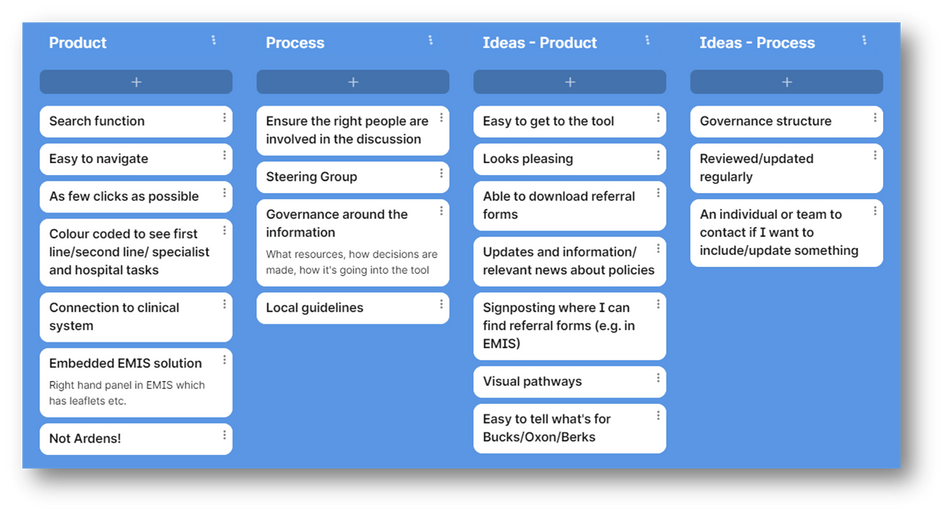 Product
+
Search function
Easy to navigate
As few clicks as possible
Colour coded to see first
line/second line/ specialist
and hospital tasks
Connection to clinical
system
Embedded EMIS solution
Right hand panel in EMIS which
has leaflets etc.
Not Ardens!
Process
+
Ensure the right people are
involved in the discussion
Steering Group
Governance around the
information
What resources, how decisions are
made, how it's going into the tool
Local guidelines
Ideas - Product
+
Easy to get to the tool
Looks pleasing
Able to download referral
forms
Updates and information/
relevant news about policies
Signposting where I can
find referral forms (e.g. in
EMIS)
Visual pathways
Easy to tell what's for
Bucks/Oxon/Berks
Ideas - Process
+
Governance structure
Reviewed/updated
regularly
An individual or team to
contact if I want to
include/update something